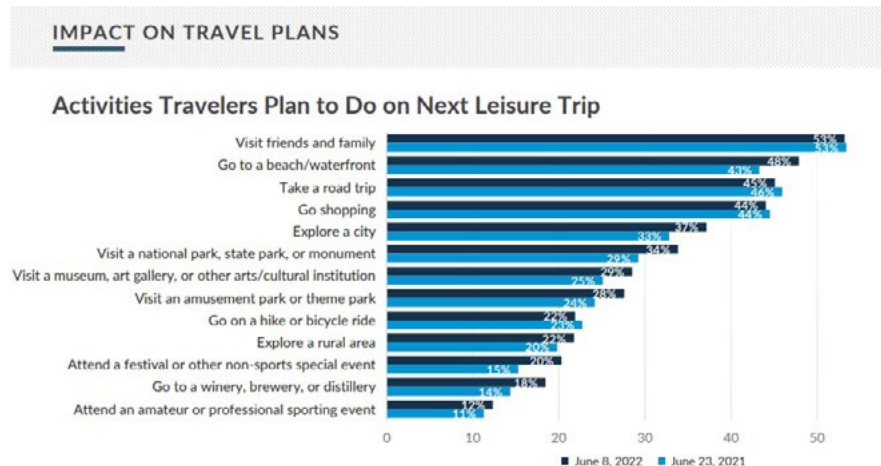 IMPACT ON TRAVEL PLANS
Activities Travelers Plan to Do on Next Leisure Trip
Visit friends and family
53%
53%
Go to a beach/waterfront
48%
43%
Take a road trip
45%
46%
Go shopping
44%
44%
Explore a city
37%
33%
Visit a national park, state park, or monument
34%
29%
Visit a museum, art gallery, or other arts/cultural institution
29%
25%
Visit an amusement park or theme park
28%
24%
Go on a hike or bicycle ride
22%
23%
Explore a rural area
22%
20%
Attend a festival or other non-sports special event
20%
15%
Go to a winery, brewery, or distillery
18%
14%
Attend an amateur or professional sporting event
12%
11%
0 10 20 30 40 50
June 8, 2022 June 23, 2021